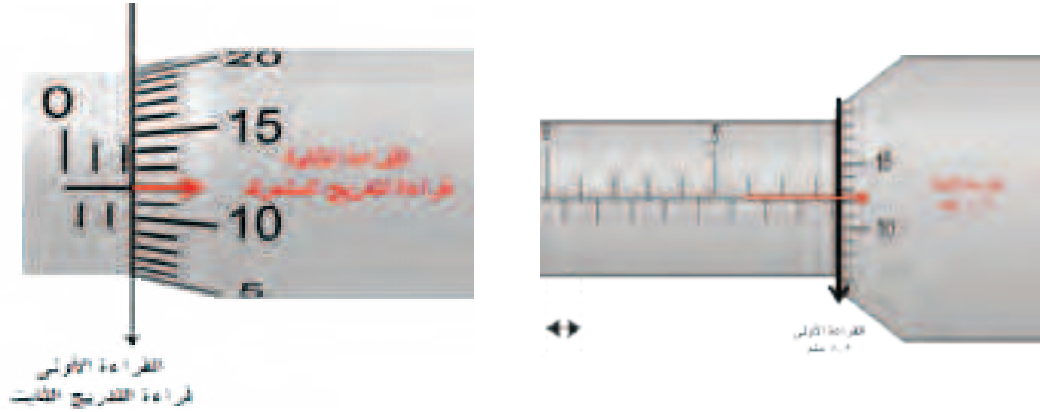 20
0
15
القراءة الثانية
قراءة التدريج المتحرك
10
5
القراءة الأولى
قراءة التدريج الثابت
5
15
10
القراءة الأولى
ملم